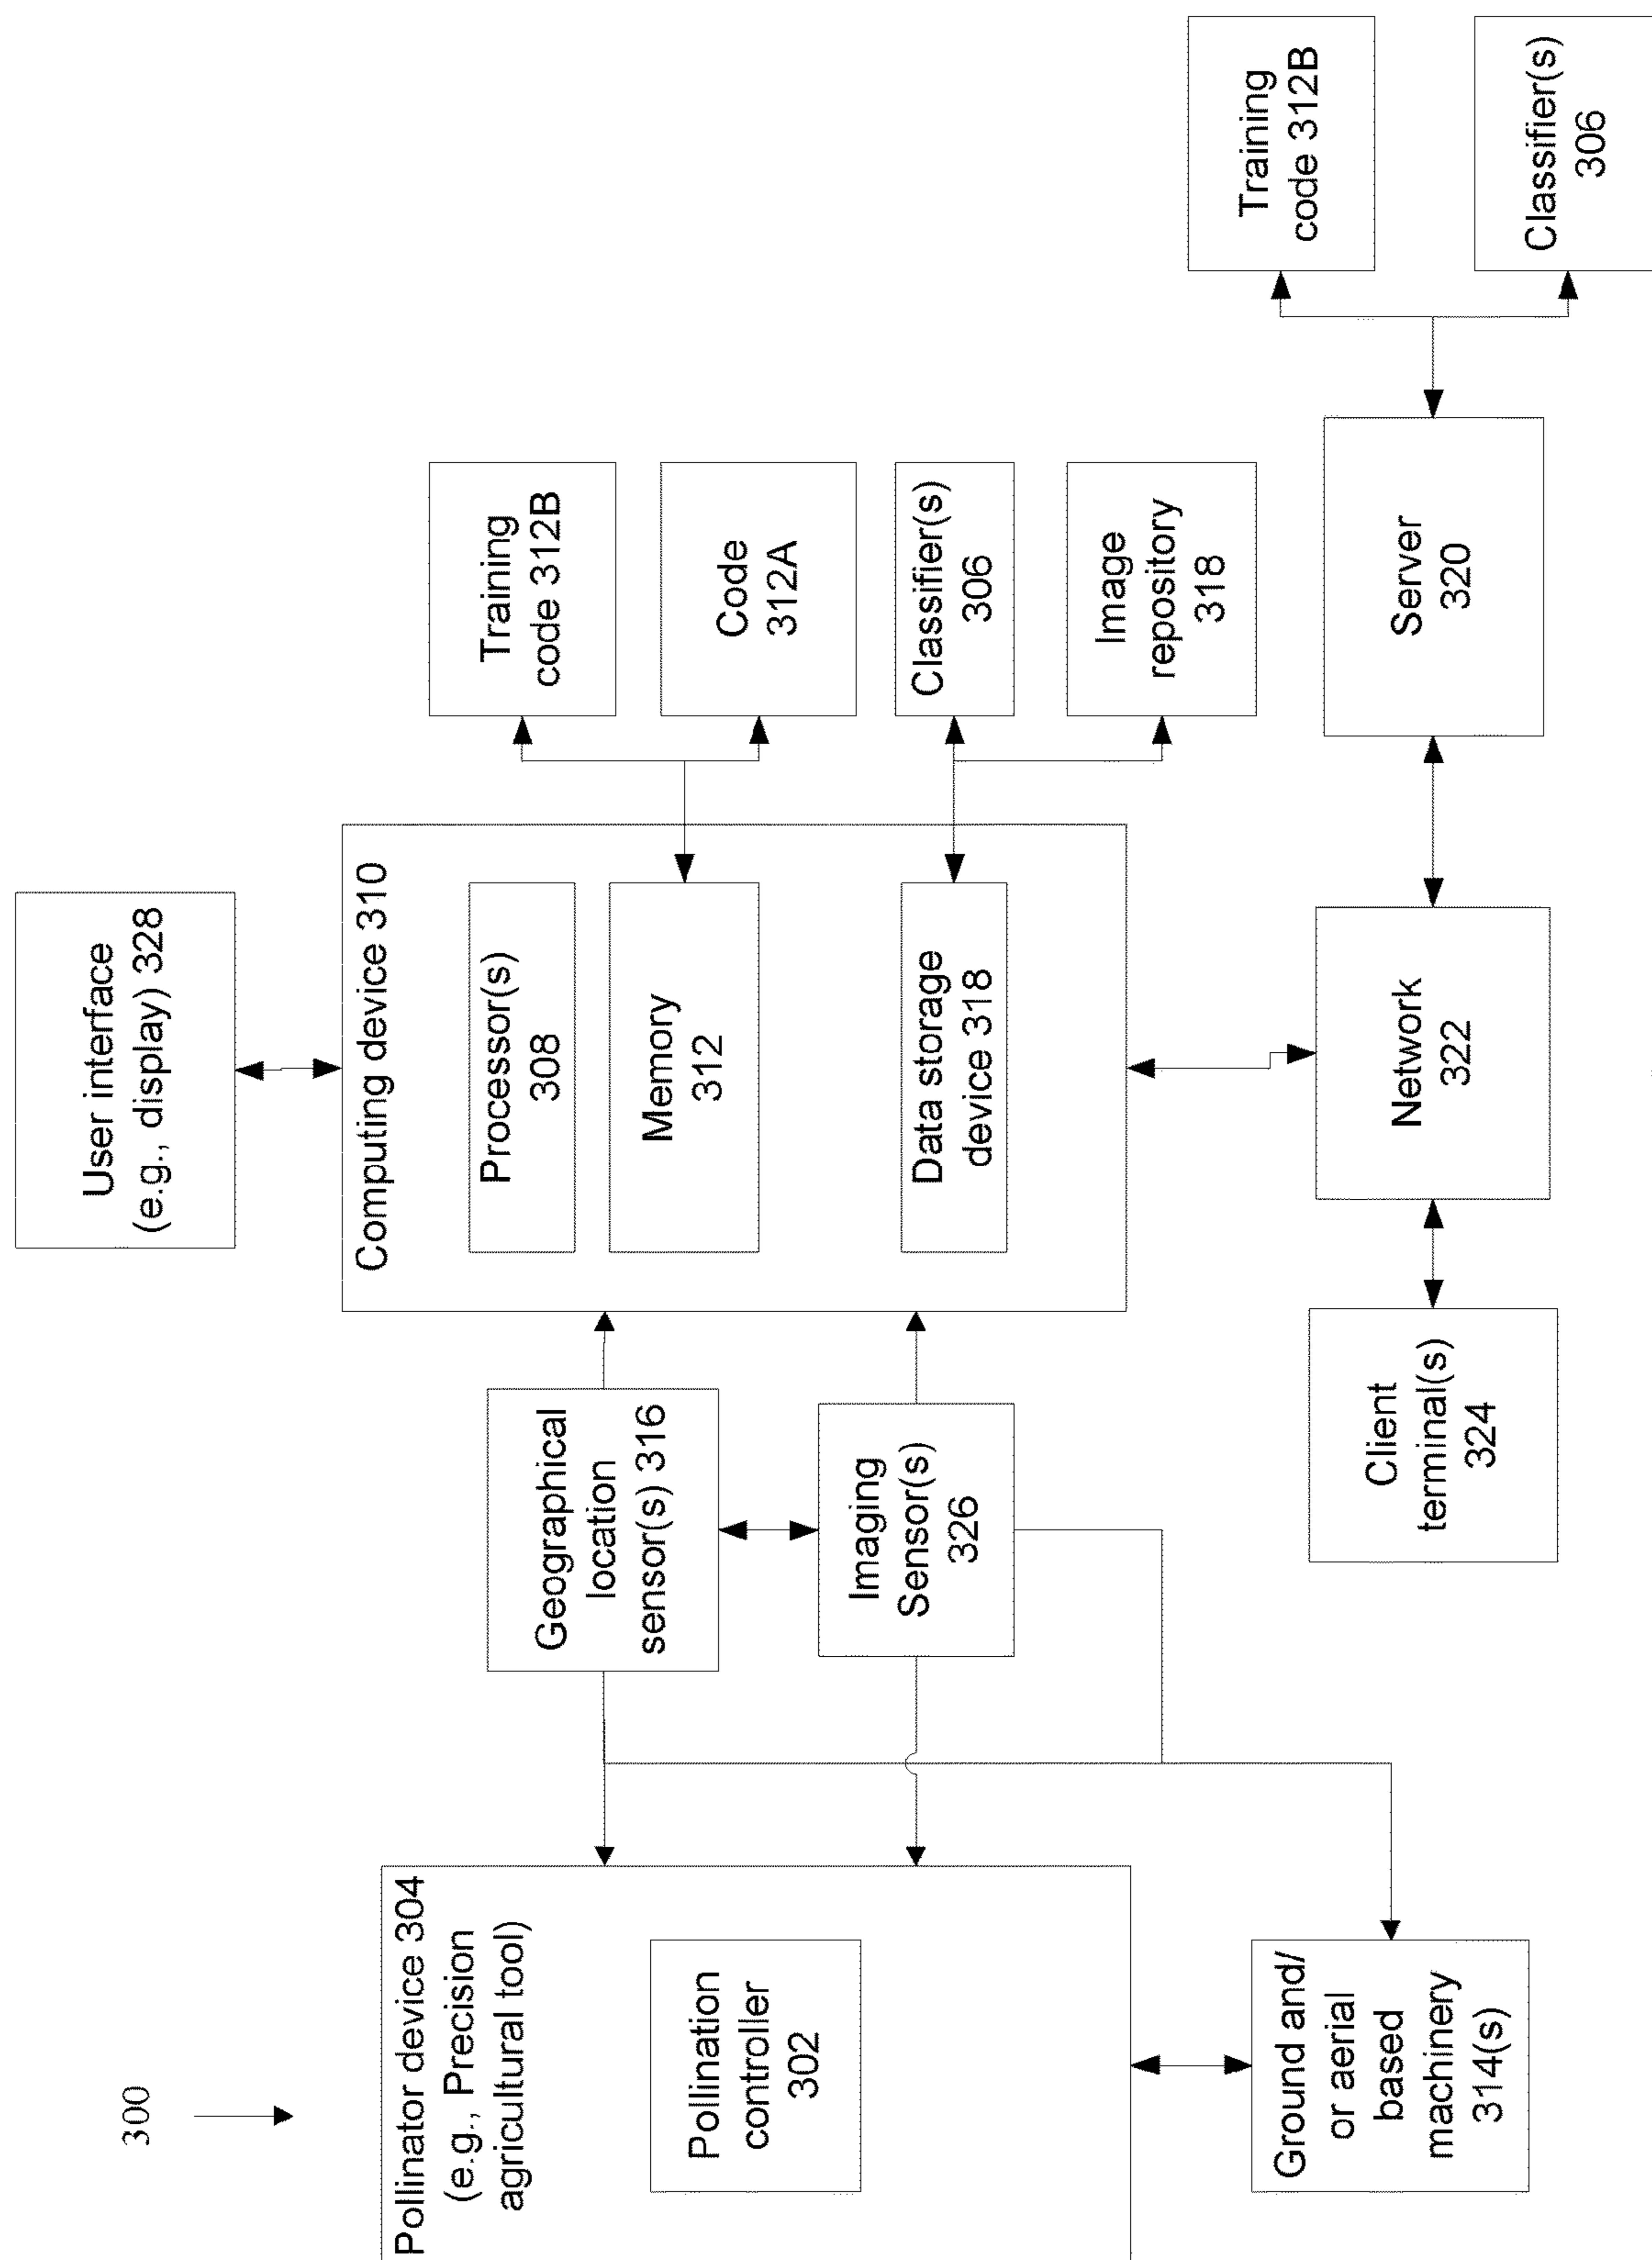 300
Pollinator device 304
(e.g., Precision
agricultural tool)
Pollination
controller
302
Ground and/
or aerial
based
machinery
314(s)
Geographical
location
sensor(s) 316
Imaging
Sensor(s)
326
User interface
(e.g., display) 328
Computing device 310
Processor(s)
308
Memory
312
Data storage
device 318
Training
code 312B
Code
312A
Classifier(s)
306
Image
repository
318
Client
terminal(s)
324
Network
322
Server
320
Training
code 312B
Classifier(s)
306